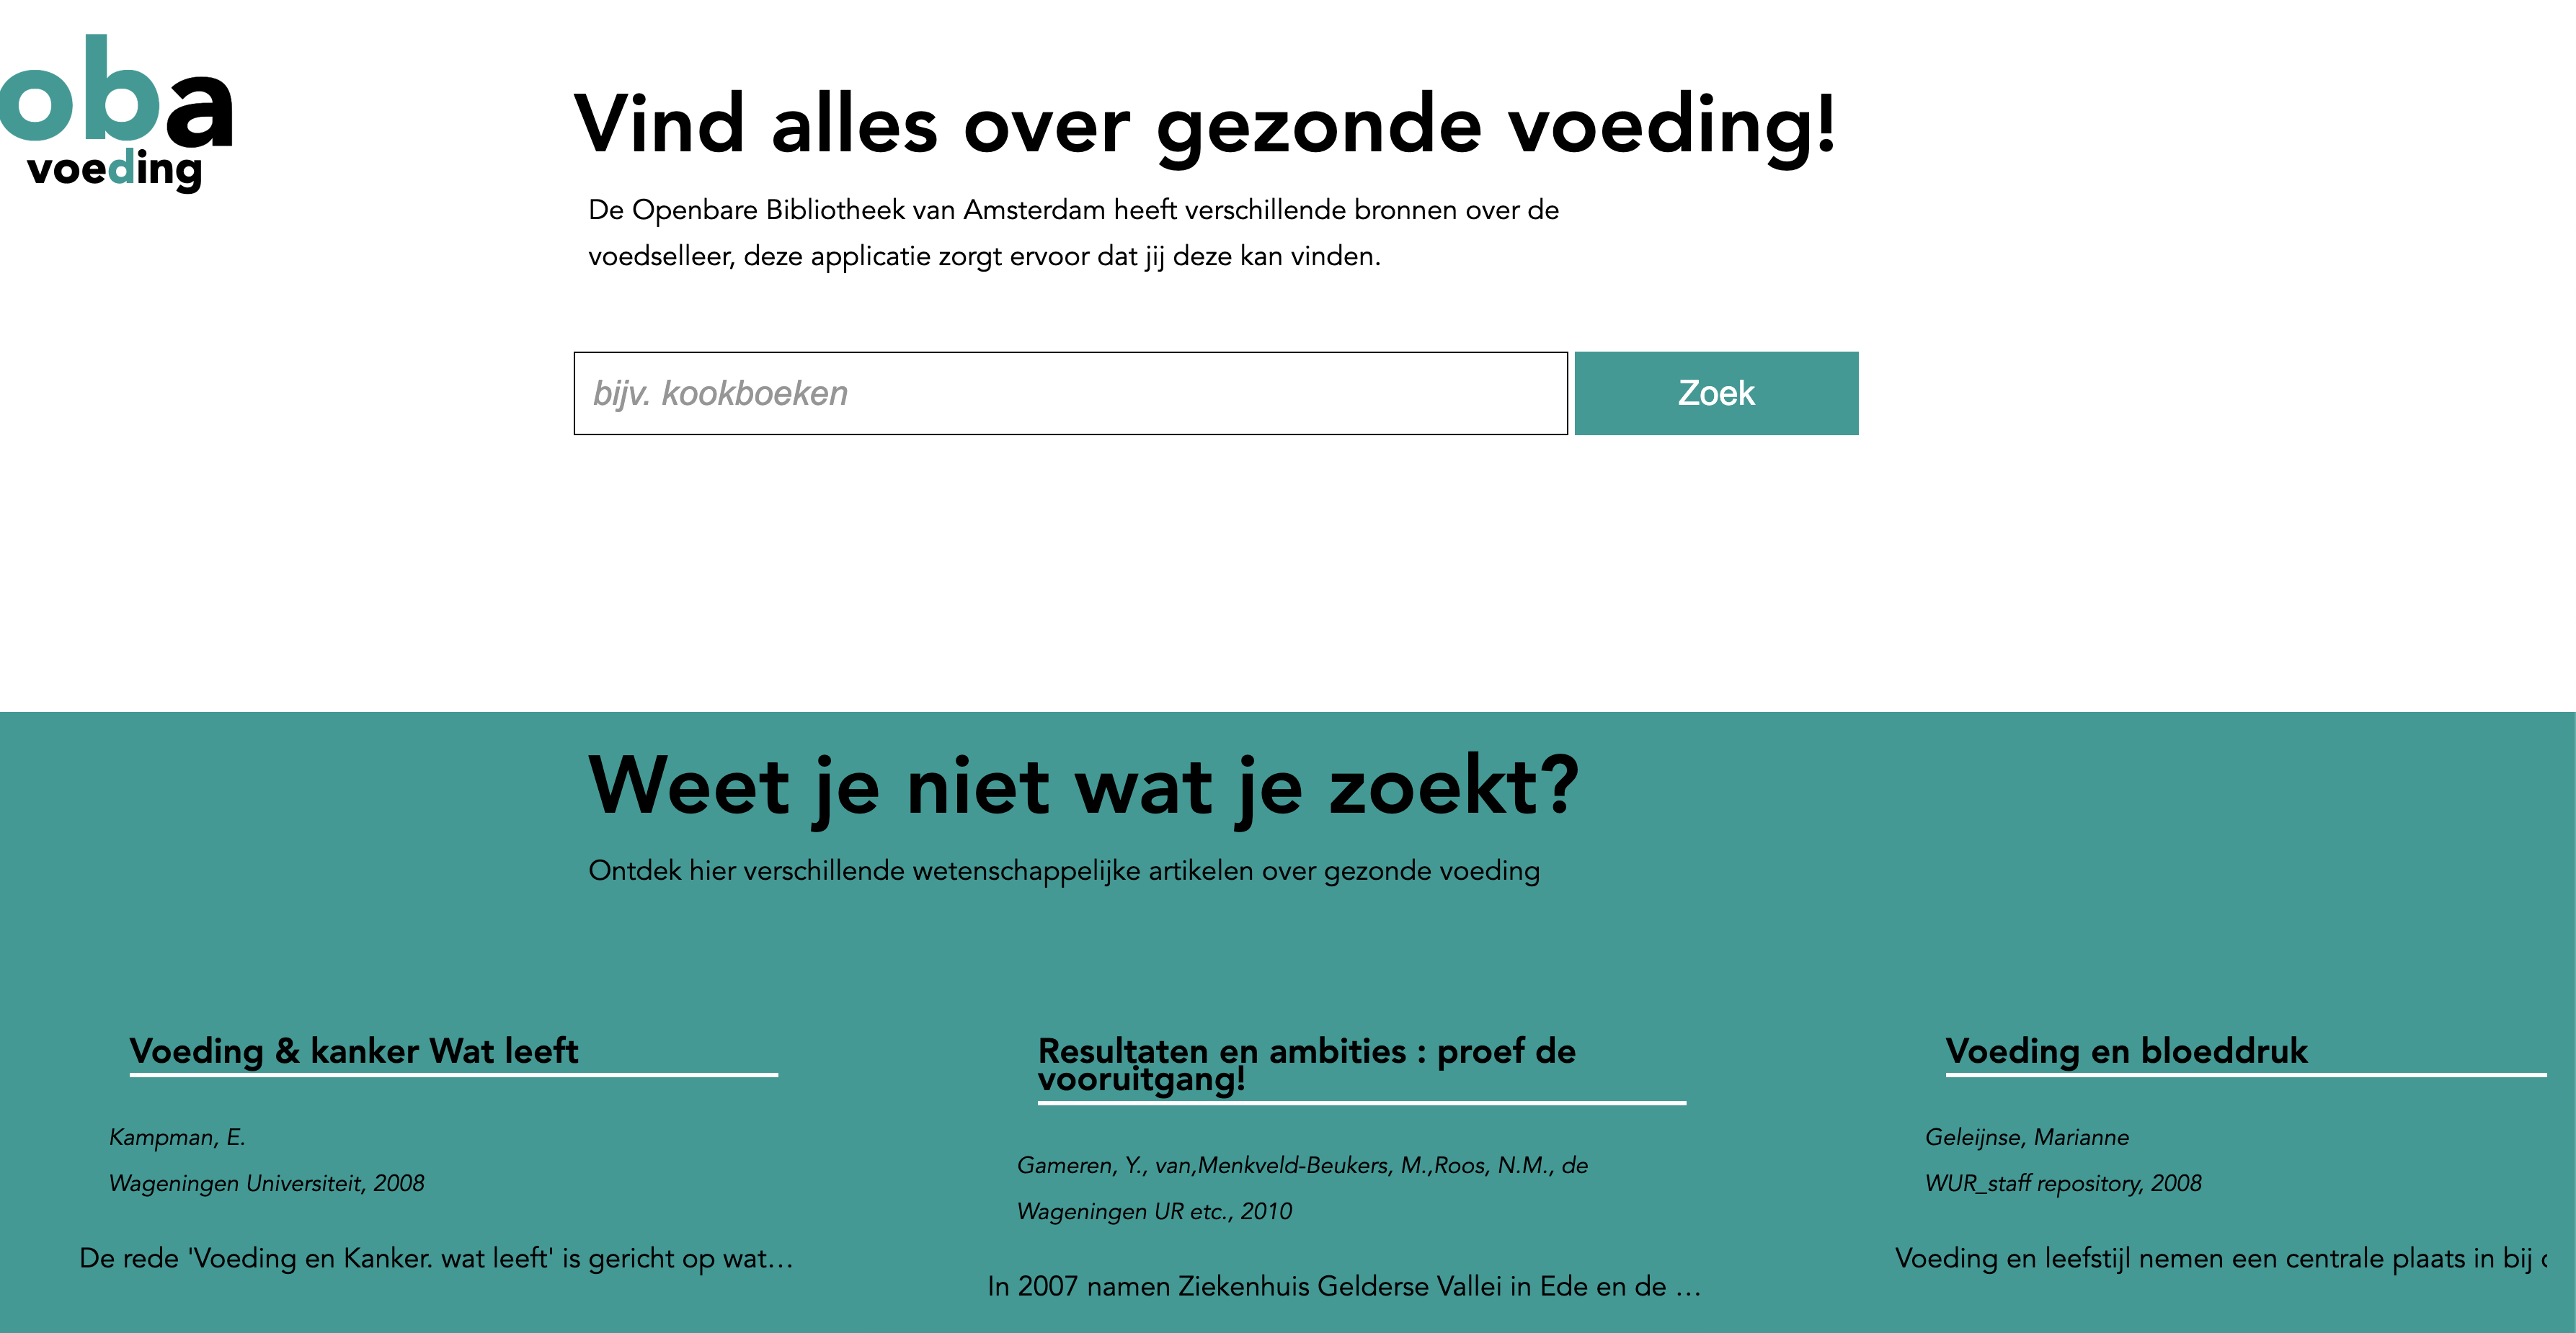 oba
voeding
Vind alles over gezonde voeding!
De Openbare Bibliotheek van Amsterdam heeft verschillende bronnen over de
voedselleer, deze applicatie zorgt ervoor dat jij deze kan vinden.
bijv. kookboeken
Zoek
Weet je niet wat je zoekt?
Ontdek hier verschillende wetenschappelijke artikelen over gezonde voeding
Voeding & kanker Wat leeft
Kampman, E.
Wageningen Universiteit, 2008
De rede 'Voeding en Kanker. wat leeft' is gericht op wat…
Resultaten en ambities : proef de
vooruitgang!
Gameren, Y., van,Menkveld-Beukers, M.,Roos, N.M., de
Wageningen UR etc., 2010
In 2007 namen Ziekenhuis Gelderse Vallei in Ede en de …
Voeding en bloeddruk
Geleijnse, Marianne
WUR_staff repository, 2008
Voeding en leefstijl nemen een centrale plaats in bij